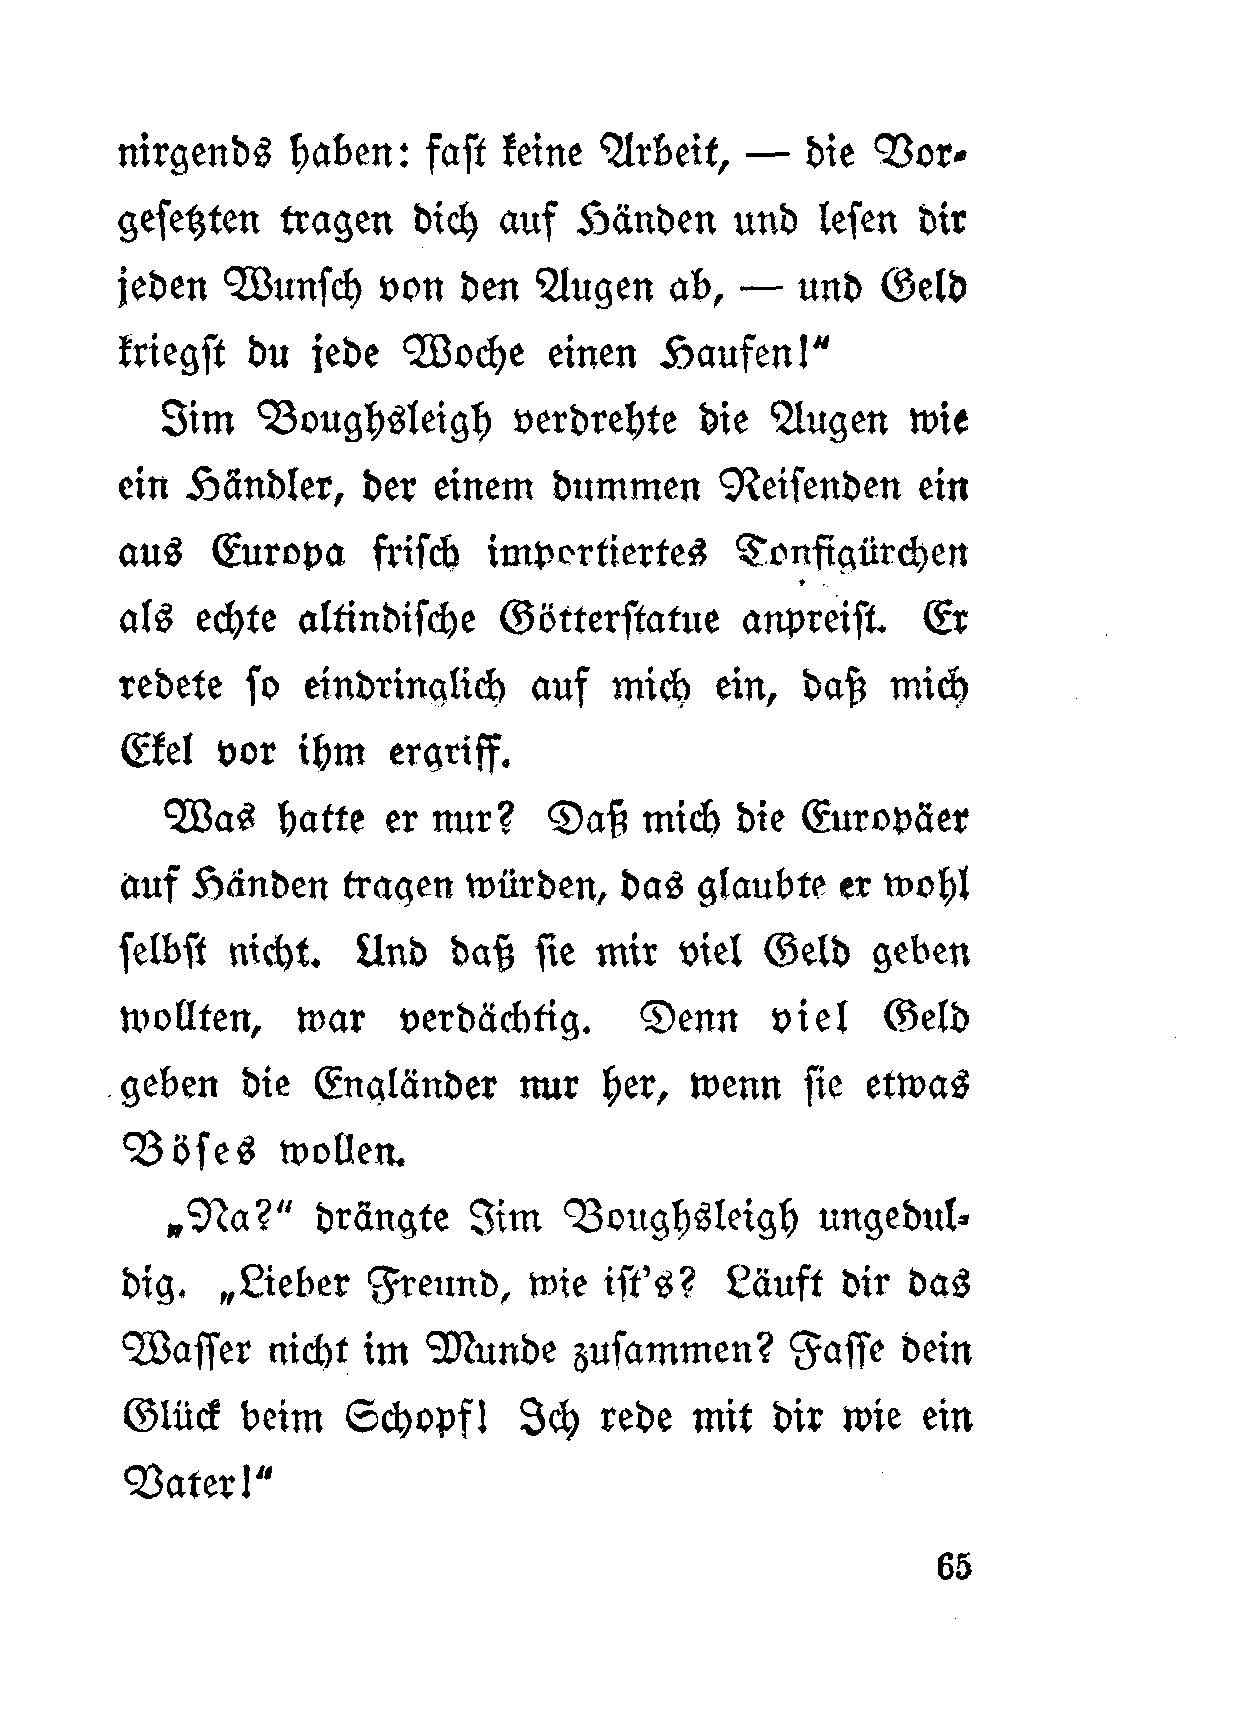 nirgends haben: fast keine Arbeit, — die Vor-
gesetzten tragen dich auf Händen und lesen dir
jeden Wunsch von den Augen ab, — und Geld
kriegst du jede Woche einen Haufen!“
Jim Boughsleigh verdrehte die Augen wie
ein Händler, der einem dummen Reisenden ein
aus Europa frisch importiertes Tonfigürchen
als echte altindische Götterstatue anpreist. Er
redete so eindringlich auf mich ein, daß mich
Ekel vor ihm ergriff.
Was hatte er nur? Daß mich die Europäer
auf Händen tragen würden, das glaubte er wohl
selbst nicht. Und daß sie mir viel Geld geben
wollten, war verdächtig. Denn viel Geld
geben die Engländer nur her, wenn sie etwas
Böses wollen.
„Na?“ drängte Jim Boughsleigh ungedul-
dig. „Lieber Freund, wie ist’s? Läuft dir das
Wasser nicht im Munde zusammen? Fasse dein
Glück beim Schopf! Ich rede mit dir wie ein
Vater!“
65